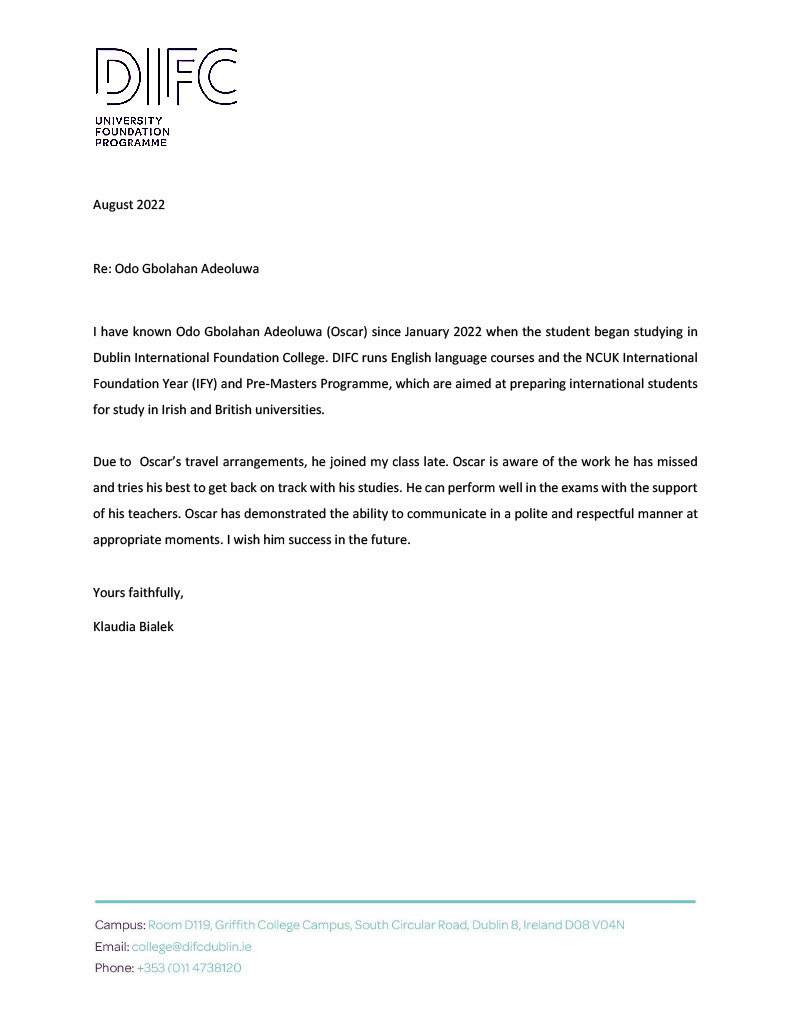 DIFC
UNIVERSITY
FOUNDATION
PROGRAMME
August 2022
Re: Odo Gbolahan Adeoluwa
I have known Odo Gbolahan Adeoluwa (Oscar) since January 2022 when the student began studying in
Dublin International Foundation College. DIFC runs English language courses and the NCUK International
Foundation Year (IFY) and Pre-Masters Programme, which are aimed at preparing international students
for study in Irish and British universities.
Due to  Oscar’s travel arrangements, he joined my class late. Oscar is aware of the work he has missed
and tries his best to get back on track with his studies. He can perform well in the exams with the support
of his teachers. Oscar has demonstrated the ability to communicate in a polite and respectful manner at
appropriate moments. I wish him success in the future.
Yours faithfully,
Klaudia Bialek
Campus: Room D119, Griffith College Campus, South Circular Road, Dublin 8, Ireland D08 V04N
Email: college@difcdublin.ie
Phone: +353 (0)1 4738120